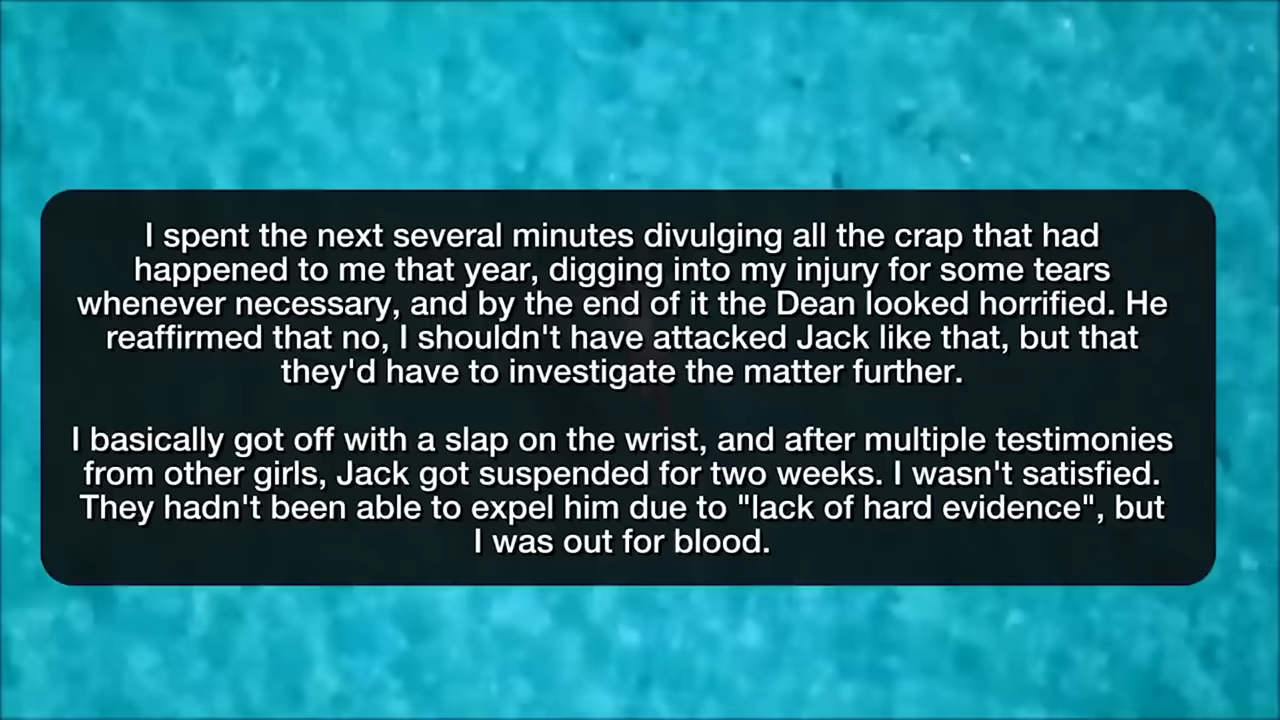 I spent the next several minutes divulging all the crap that had
happened to me that year, digging into my injury for some tears
whenever necessary, and by the end of it the Dean looked horrified. He
reaffirmed that no, I shouldn't have attacked Jack like that, but that
they'd have to investigate the matter further.
I basically got off with a slap on the wrist, and after multiple testimonies
from other girls, Jack got suspended for two weeks. I wasn't satisfied.
They hadn't been able to expel him due to "lack of hard evidence", but
I was out for blood.